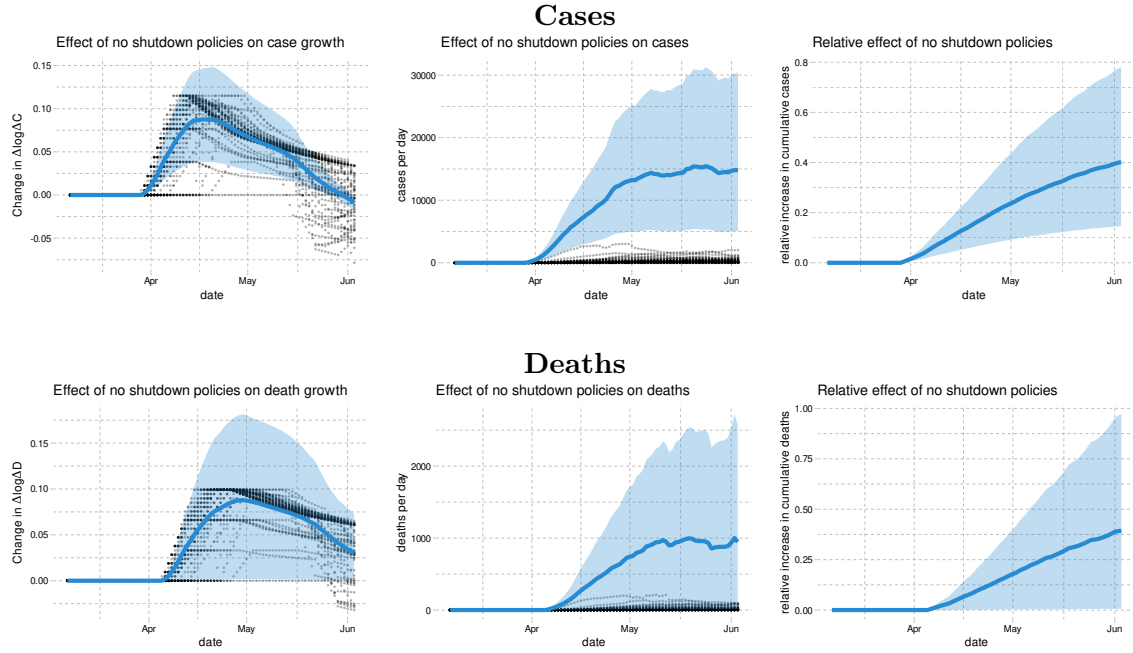 Cases
Effect of no shutdown policies on case growth
Effect of no shutdown policies on cases
Relative effect of no shutdown policies
Change in ΔlogΔC
0.15
0.10
0.05
0.00
-0.05
Apr
May
Jun
date
cases per day
30000
20000
10000
0
Apr
May
Jun
date
relative increase in cumulative cases
0.8
0.6
0.4
0.2
0.0
Apr
May
Jun
date
Deaths
Effect of no shutdown policies on death growth
Effect of no shutdown policies on deaths
Relative effect of no shutdown policies
Change in ΔlogΔD
0.15
0.10
0.05
0.00
Apr
May
Jun
date
deaths per day
2000
1000
0
Apr
May
Jun
date
relative increase in cumulative deaths
1.00
0.75
0.50
0.25
0.00
Apr
May
Jun
date